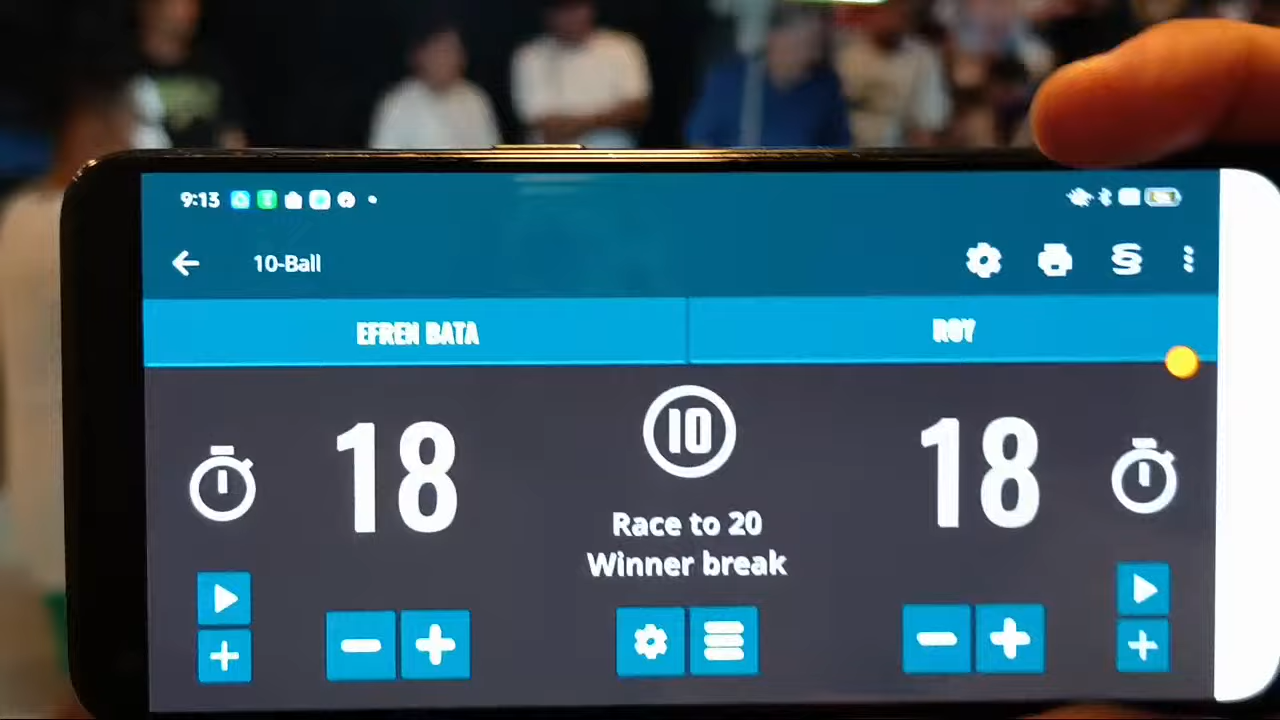 9:13
10-Ball
EFREN BATA
ROY
18
10
18
Race to 20
Winner break